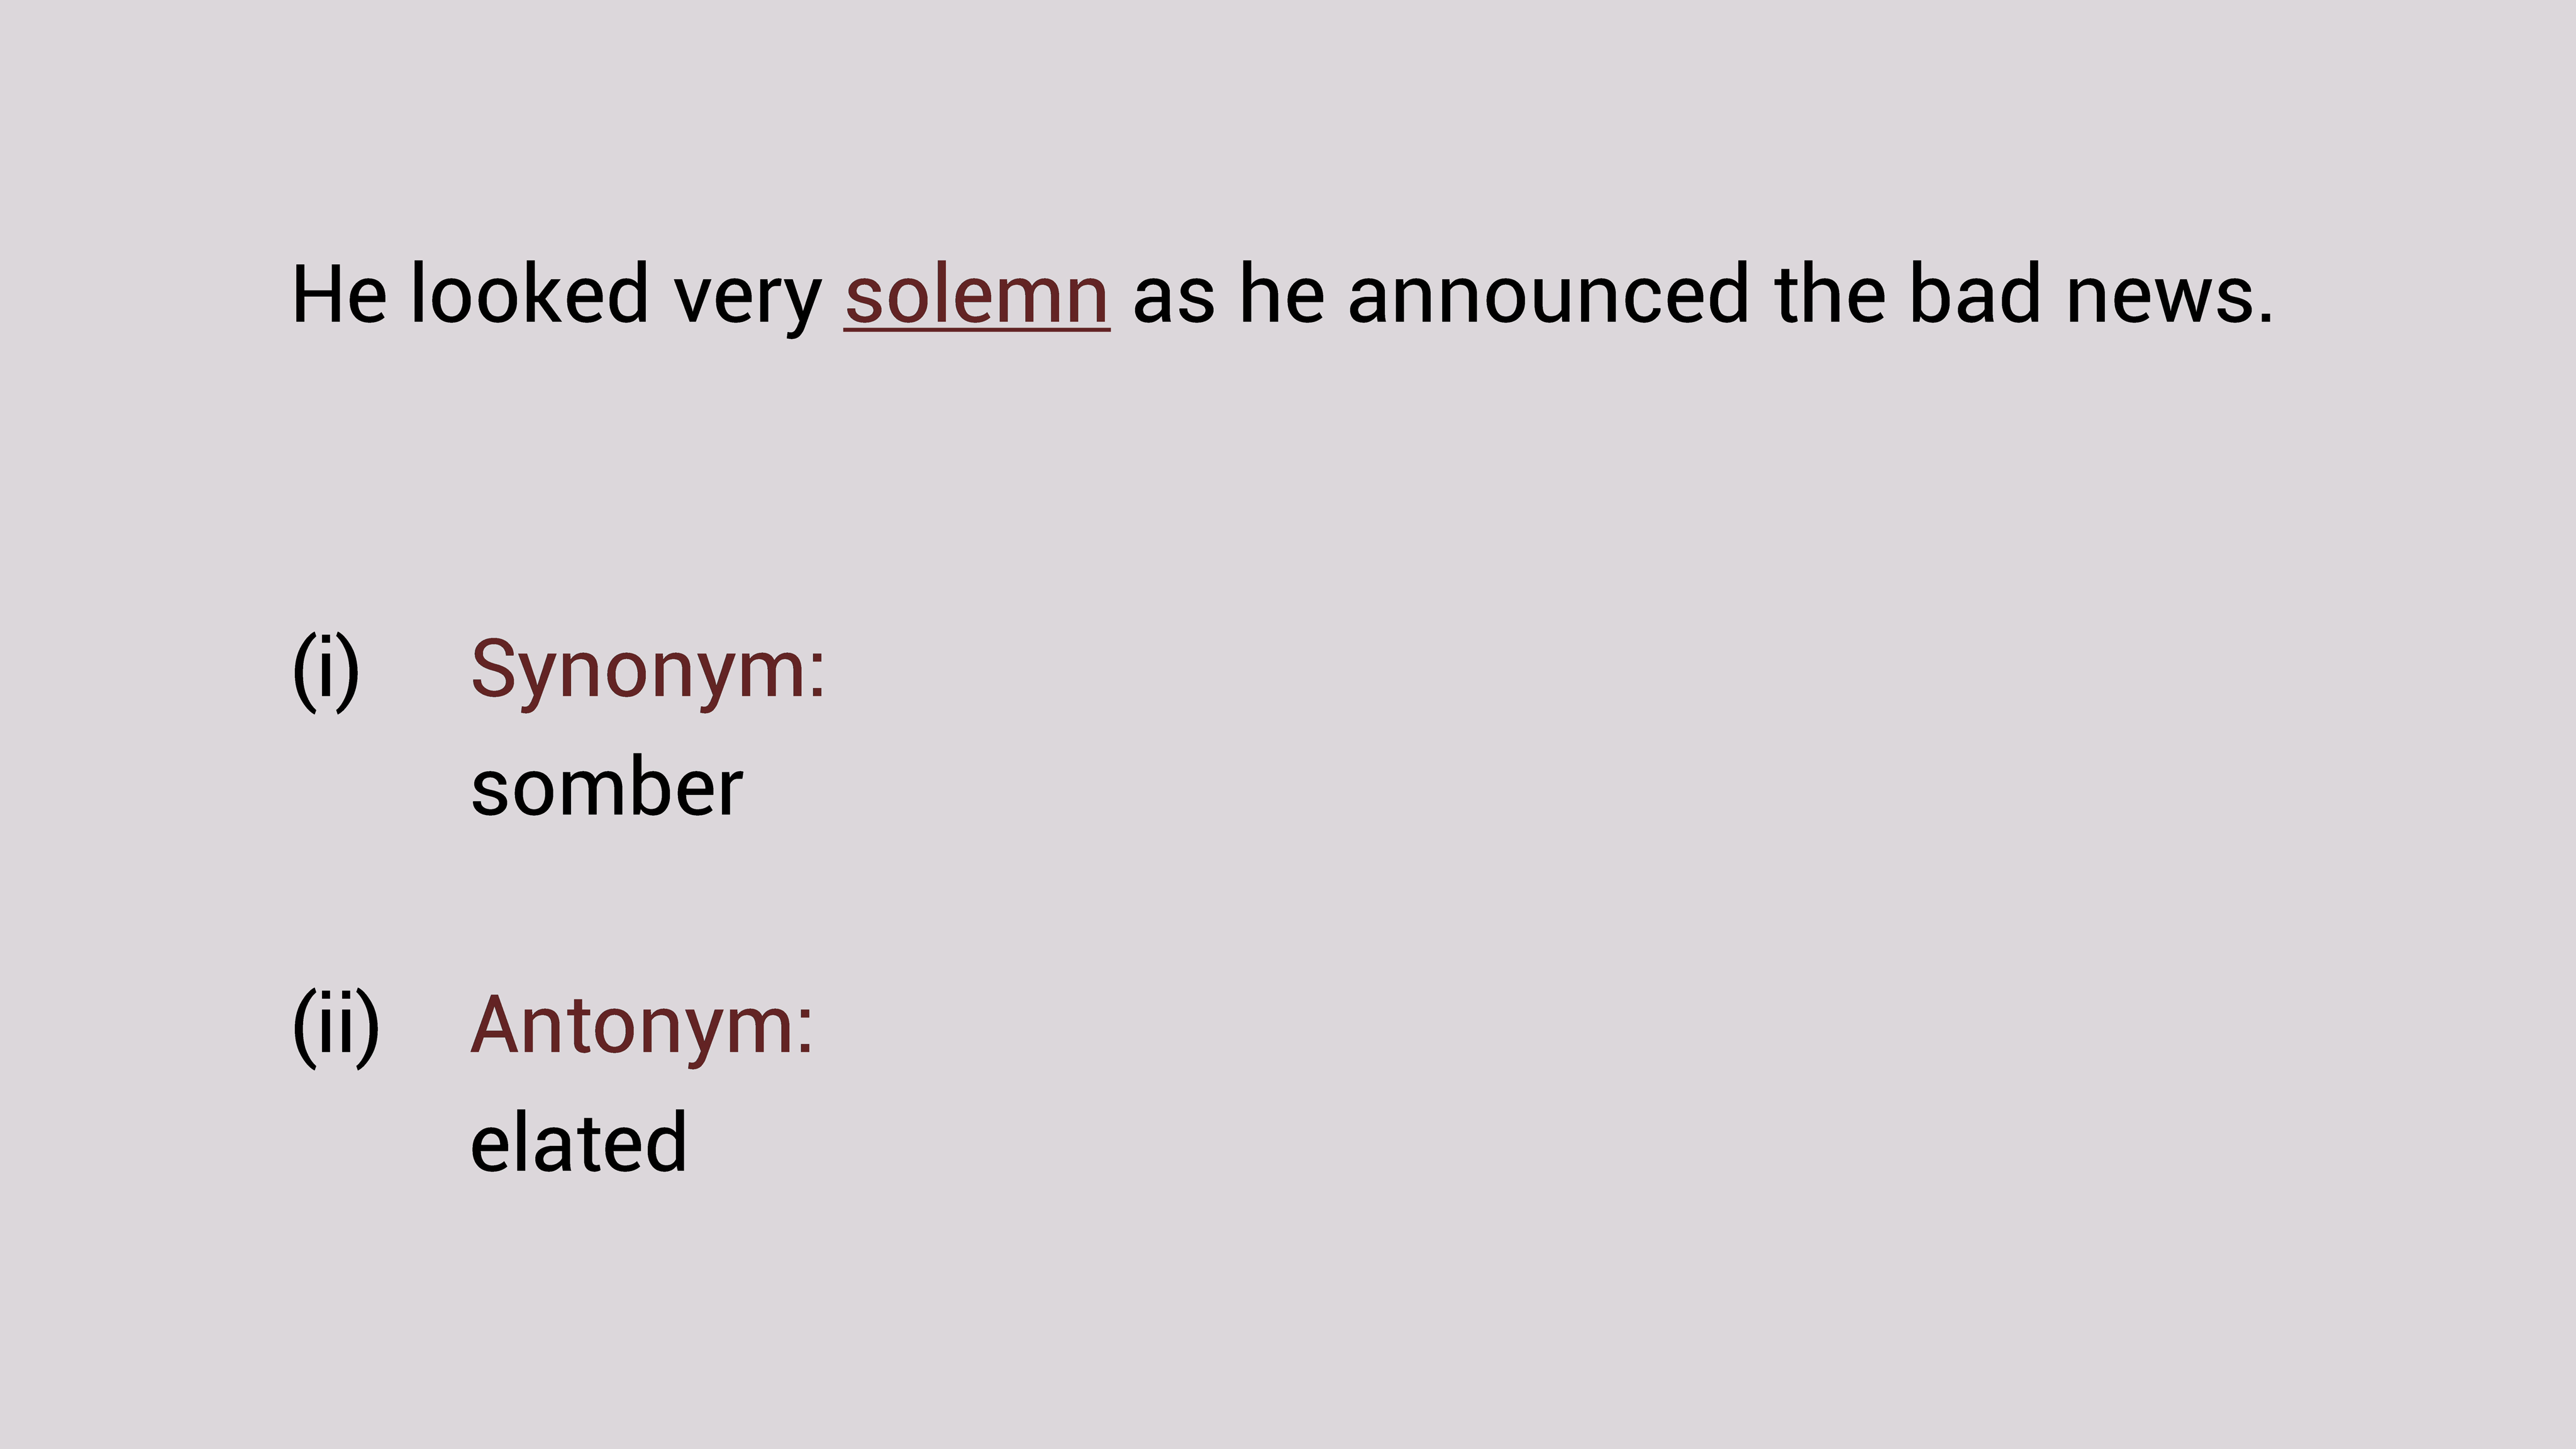 He looked very solemn as he announced the bad news.
(i) Synonym:
somber
(ii) Antonym:
elated